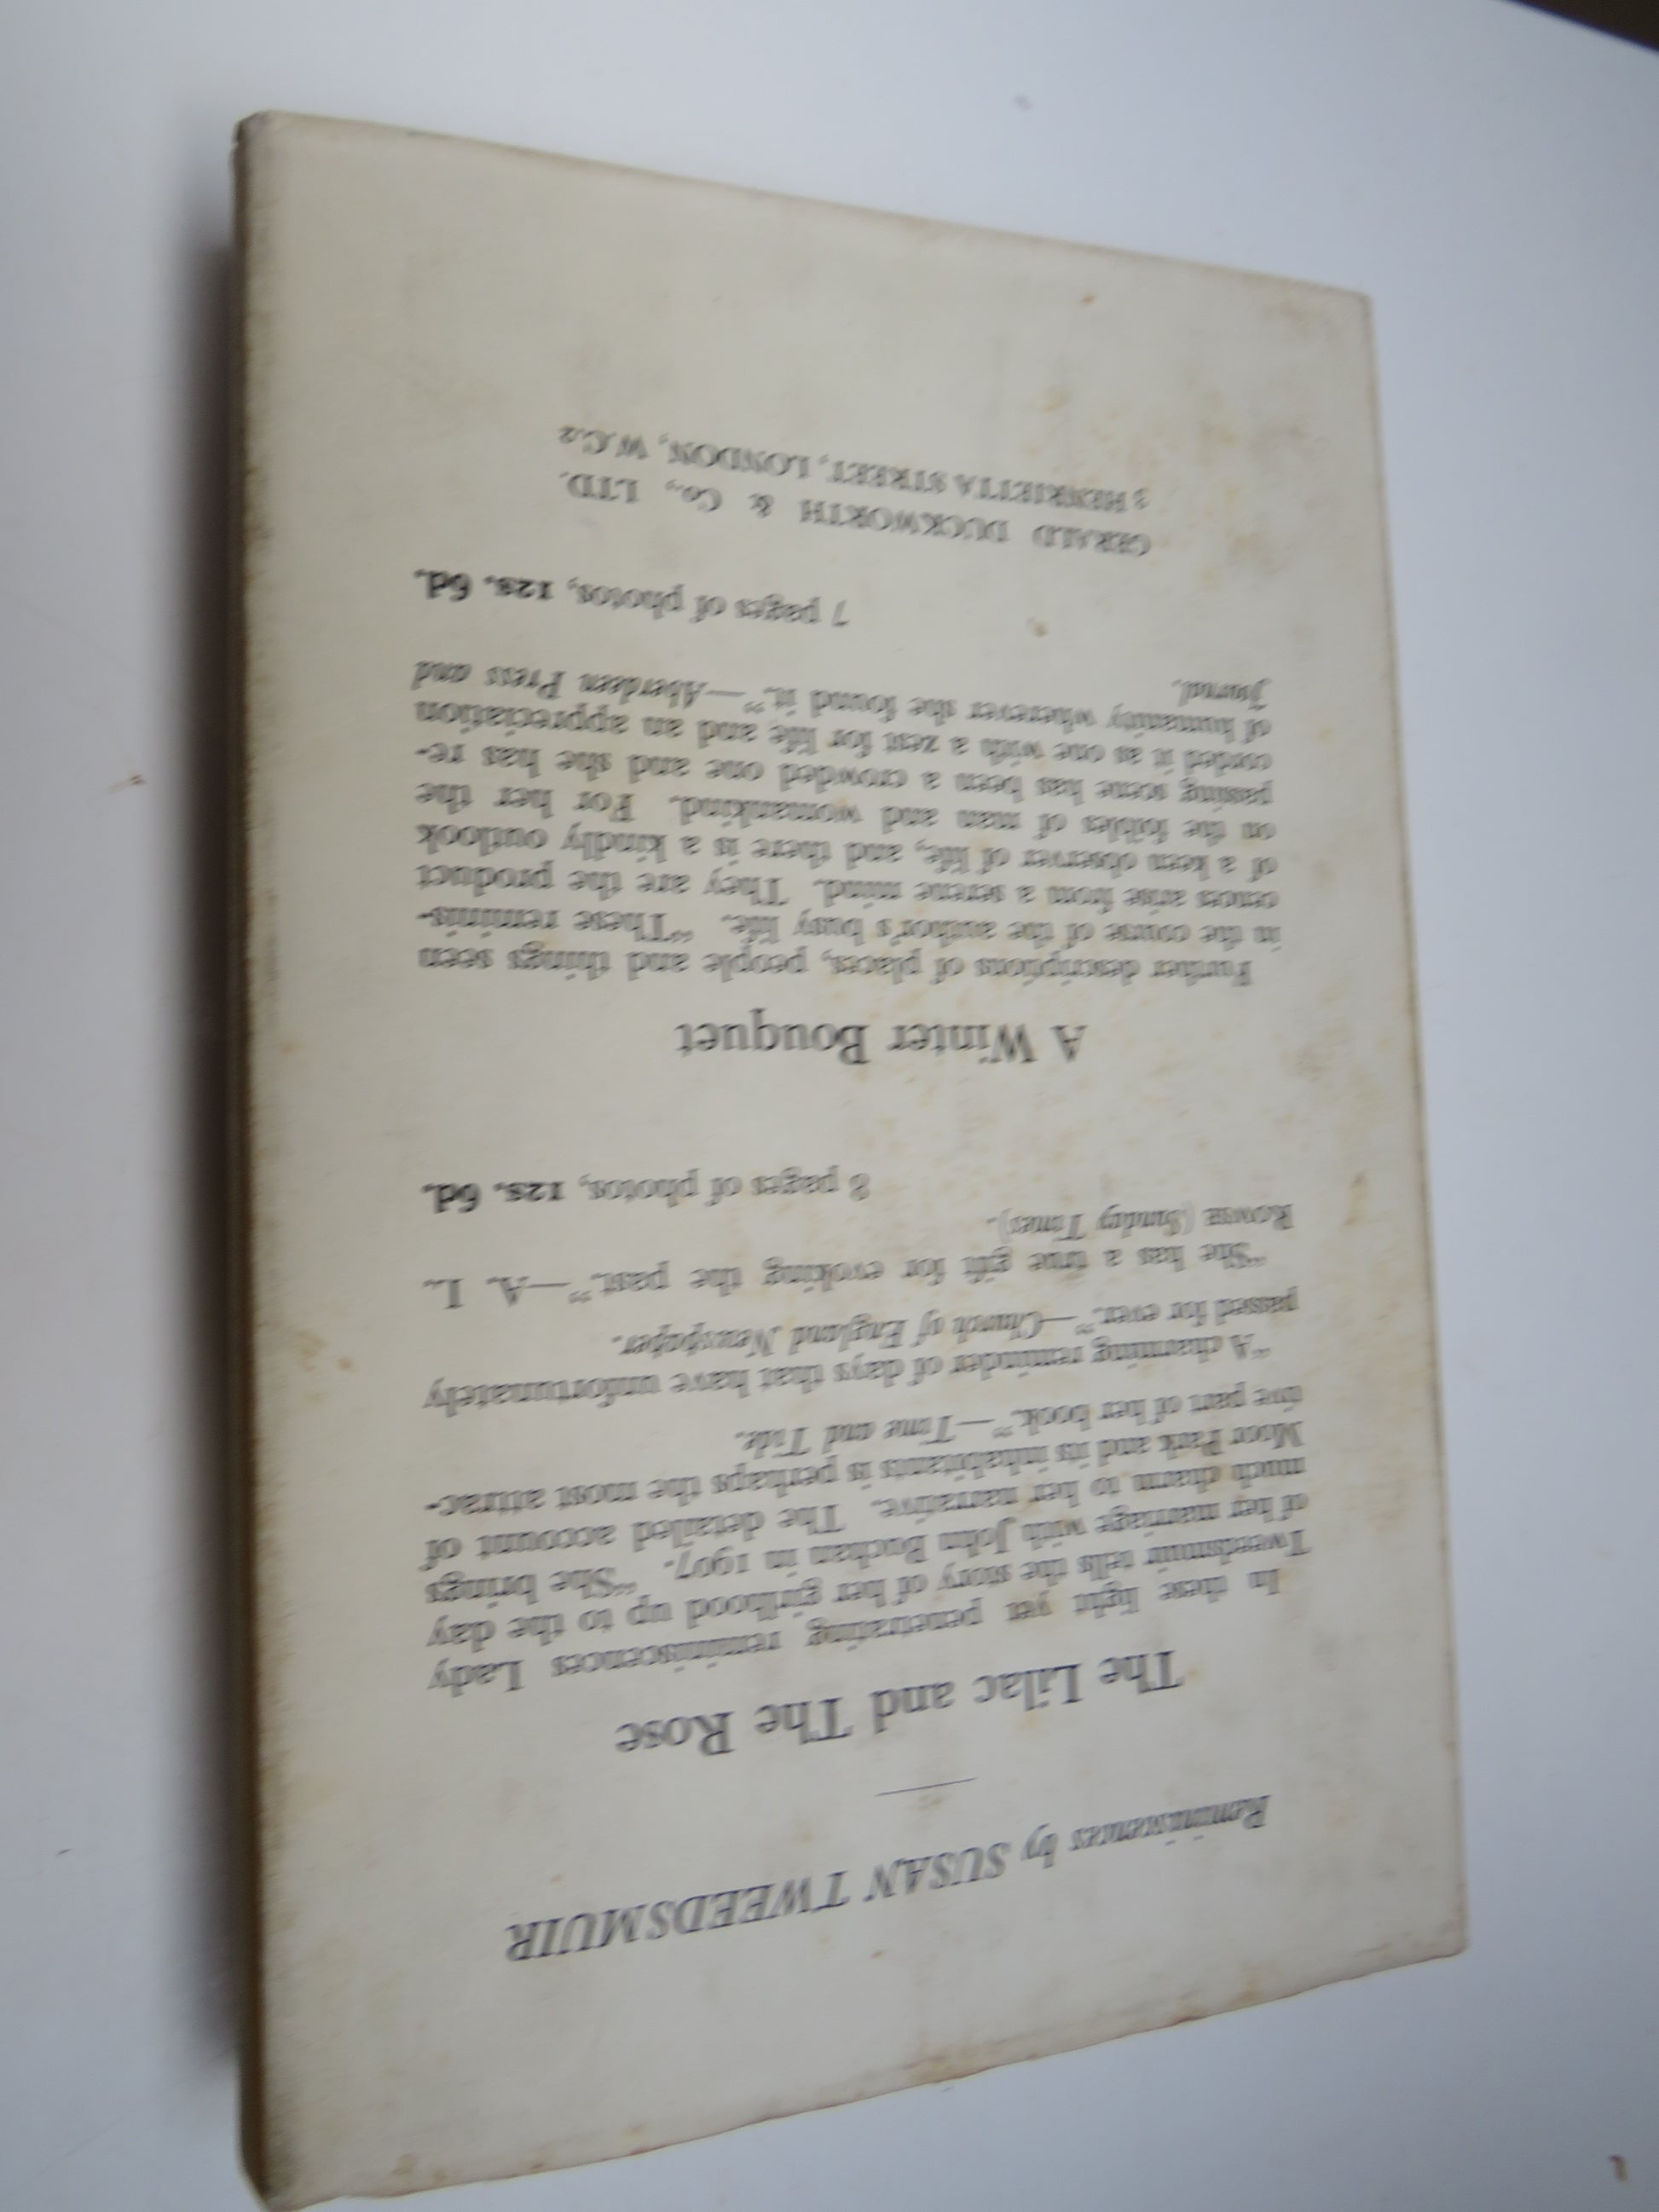 Reminiscences by SUSAN TWEEDSMUIR
The Lilac and The Rose
In these light yet penetrating reminiscences Lady
Tweedsmuir tells the story of her girlhood up to the day
of her marriage with John Buchan in 1907. "She brings
much charm to her narrative. The detailed account of
Moor Park and its inhabitants is perhaps the most attrac-
tive part of her book."—Time and Tide.
"A charming reminder of days that have unfortunately
passed for ever."—Church of England Newspaper.
"She has a true gift for evoking the past."—A. L.
ROWSE (Sunday Times).
8 pages of photos, 12s. 6d.
A Winter Bouquet
Further descriptions of places, people and things seen
in the course of the author's busy life. "These reminis-
cences arise from a serene mind. They are the product
of a keen observer of life, and there is a kindly outlook
on the foibles of man and womankind. For her the
passing scene has been a crowded one and she has re-
corded it as one with a zest for life and an appreciation
of humanity wherever she found it."—Aberdeen Press and
Journal.
7 pages of photos, 12s. 6d.
GERALD DUCKWORTH & Co., LTD.
3 HENRIETTA STREET, LONDON, W.C.2